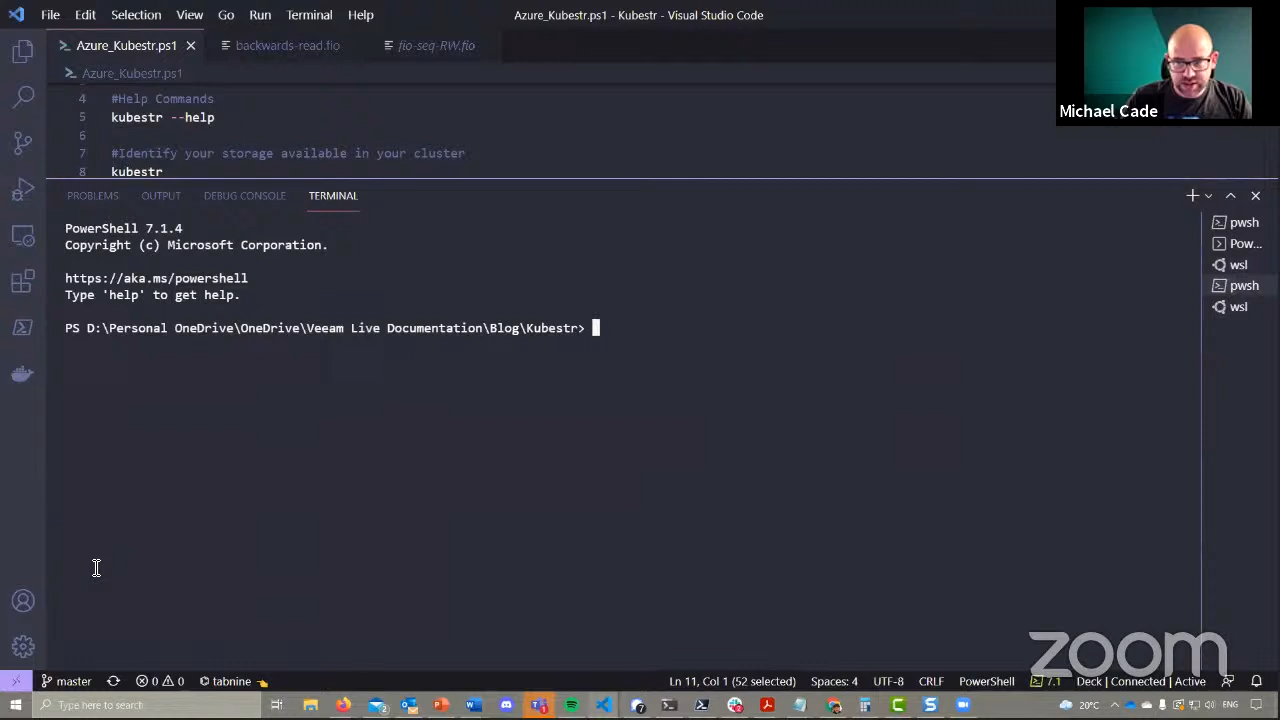 File Edit Selection View Go Run Terminal Help
Azure_Kubestr.ps1 - Kubestr - Visual Studio Code
Azure_Kubestr.ps1
backwards-read.fio
fio-seq-RW.fio
Azure_Kubestr.ps1
Michael Cade
4 #Help Commands
5 kubestr --help
6
7 #Identify your storage available in your cluster
8 kubestr
PROBLEMS OUTPUT DEBUG CONSOLE TERMINAL
PowerShell 7.1.4
Copyright (c) Microsoft Corporation.
https://aka.ms/powershell
Type 'help' to get help.
PS D:\Personal OneDrive\OneDrive\Veeam Live Documentation\Blog\Kubestr>
pwsh
Pow...
wsl
pwsh
wsl
zoom
master 0 0 tabnine Ln 11, Col 1 (52 selected) Spaces: 4 UTF-8 CRLF PowerShell 7.1 Deck | Connected | Active
Type here to search 20°C ENG